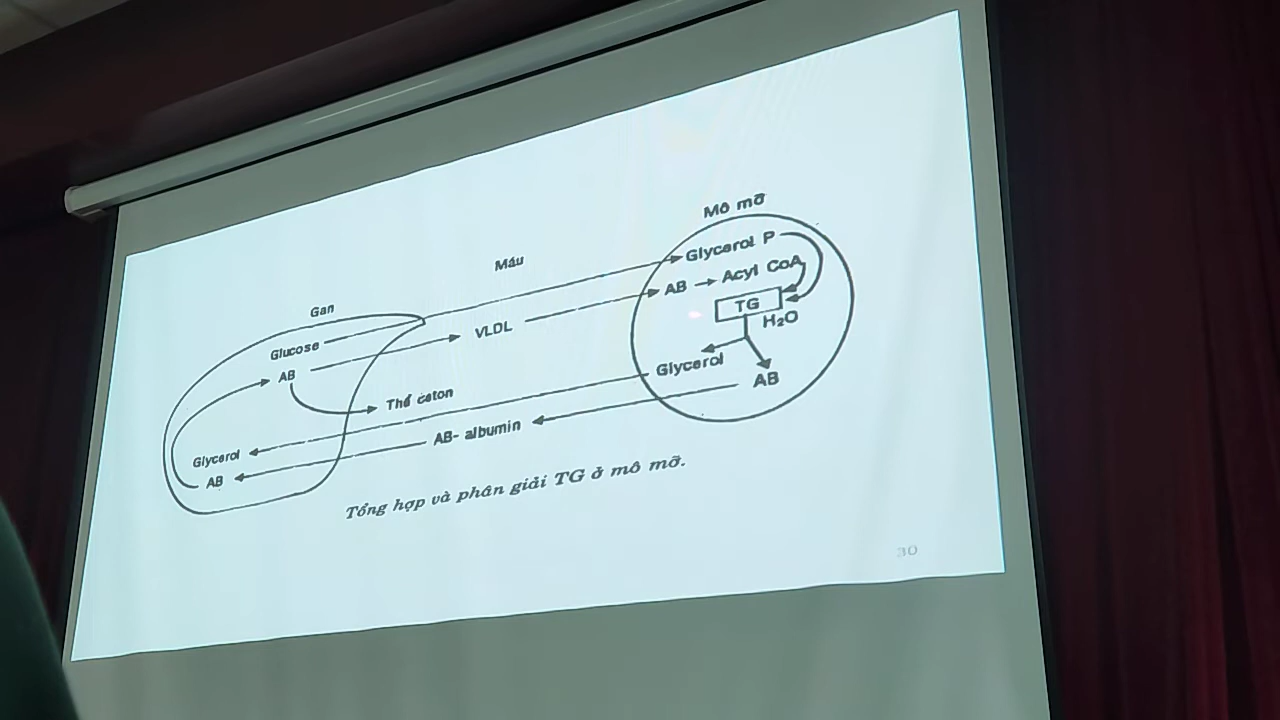 Mô mỡ
Máu
Gan
Glycerol P
AB
Acyl CoA
TG
H₂O
Glucose
VLDL
AB
Thể ceton
Glycerol
AB
AB- albumin
Glycerol
AB
Tổng hợp và phân giải TG ở mô mỡ.
30